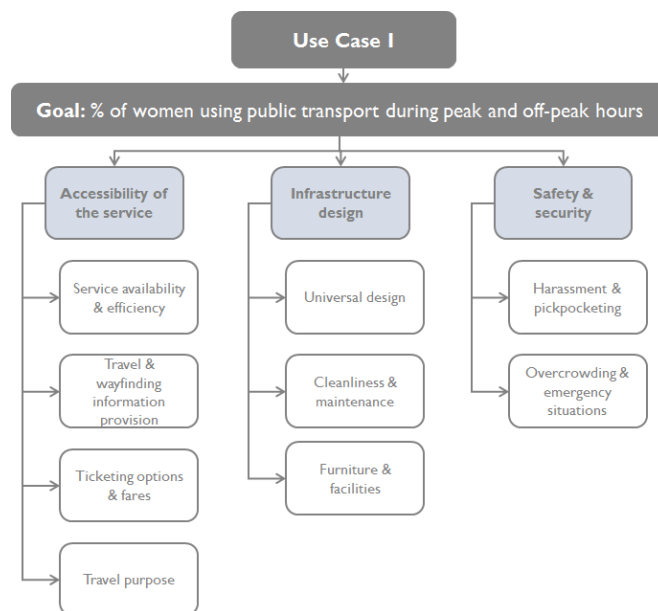 Use Case 1
Goal: % of women using public transport during peak and off-peak hours
Accessibility of
the service
Infrastructure
design
Safety &
security
Service availability
& efficiency
Universal design
Harassment &
pickpocketing
Travel &
wayfinding
information
provision
Cleanliness &
maintenance
Overcrowding &
emergency
situations
Ticketing options
& fares
Furniture &
facilities
Travel purpose